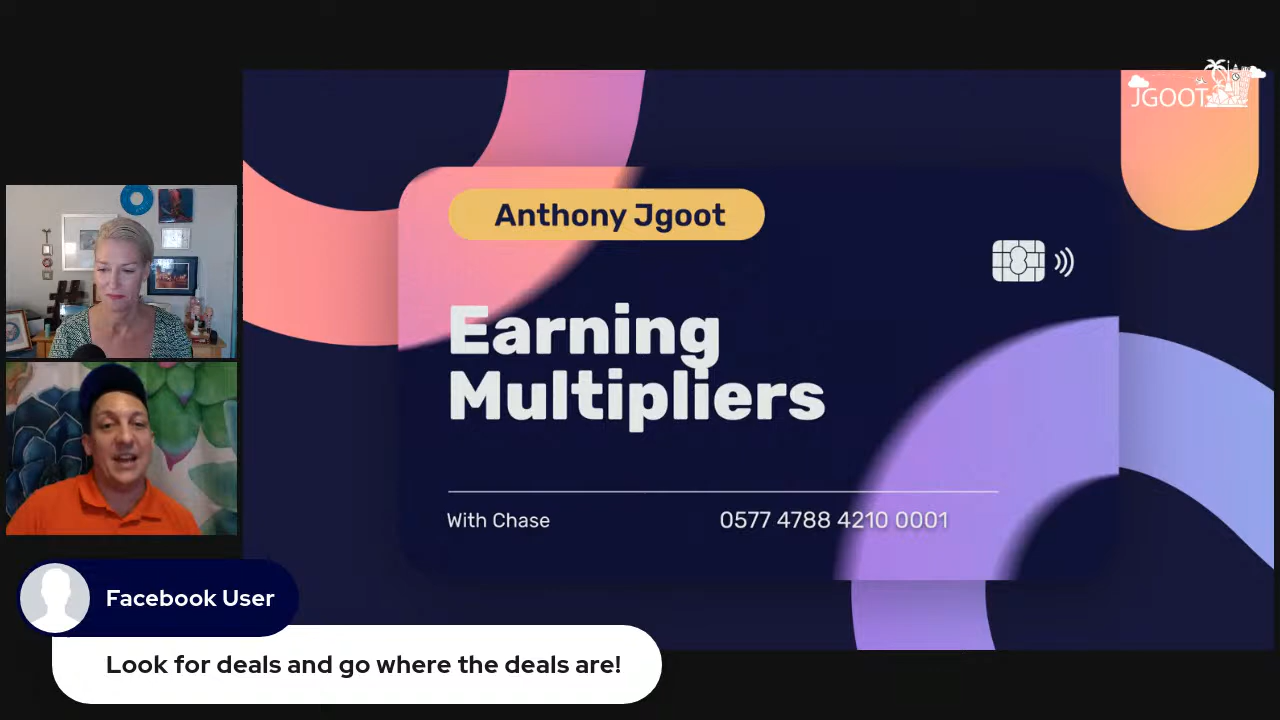 JGOOT
Anthony Jgoot
Earning
Multipliers
With Chase
0577 4788 4210 0001
Facebook User
Look for deals and go where the deals are!